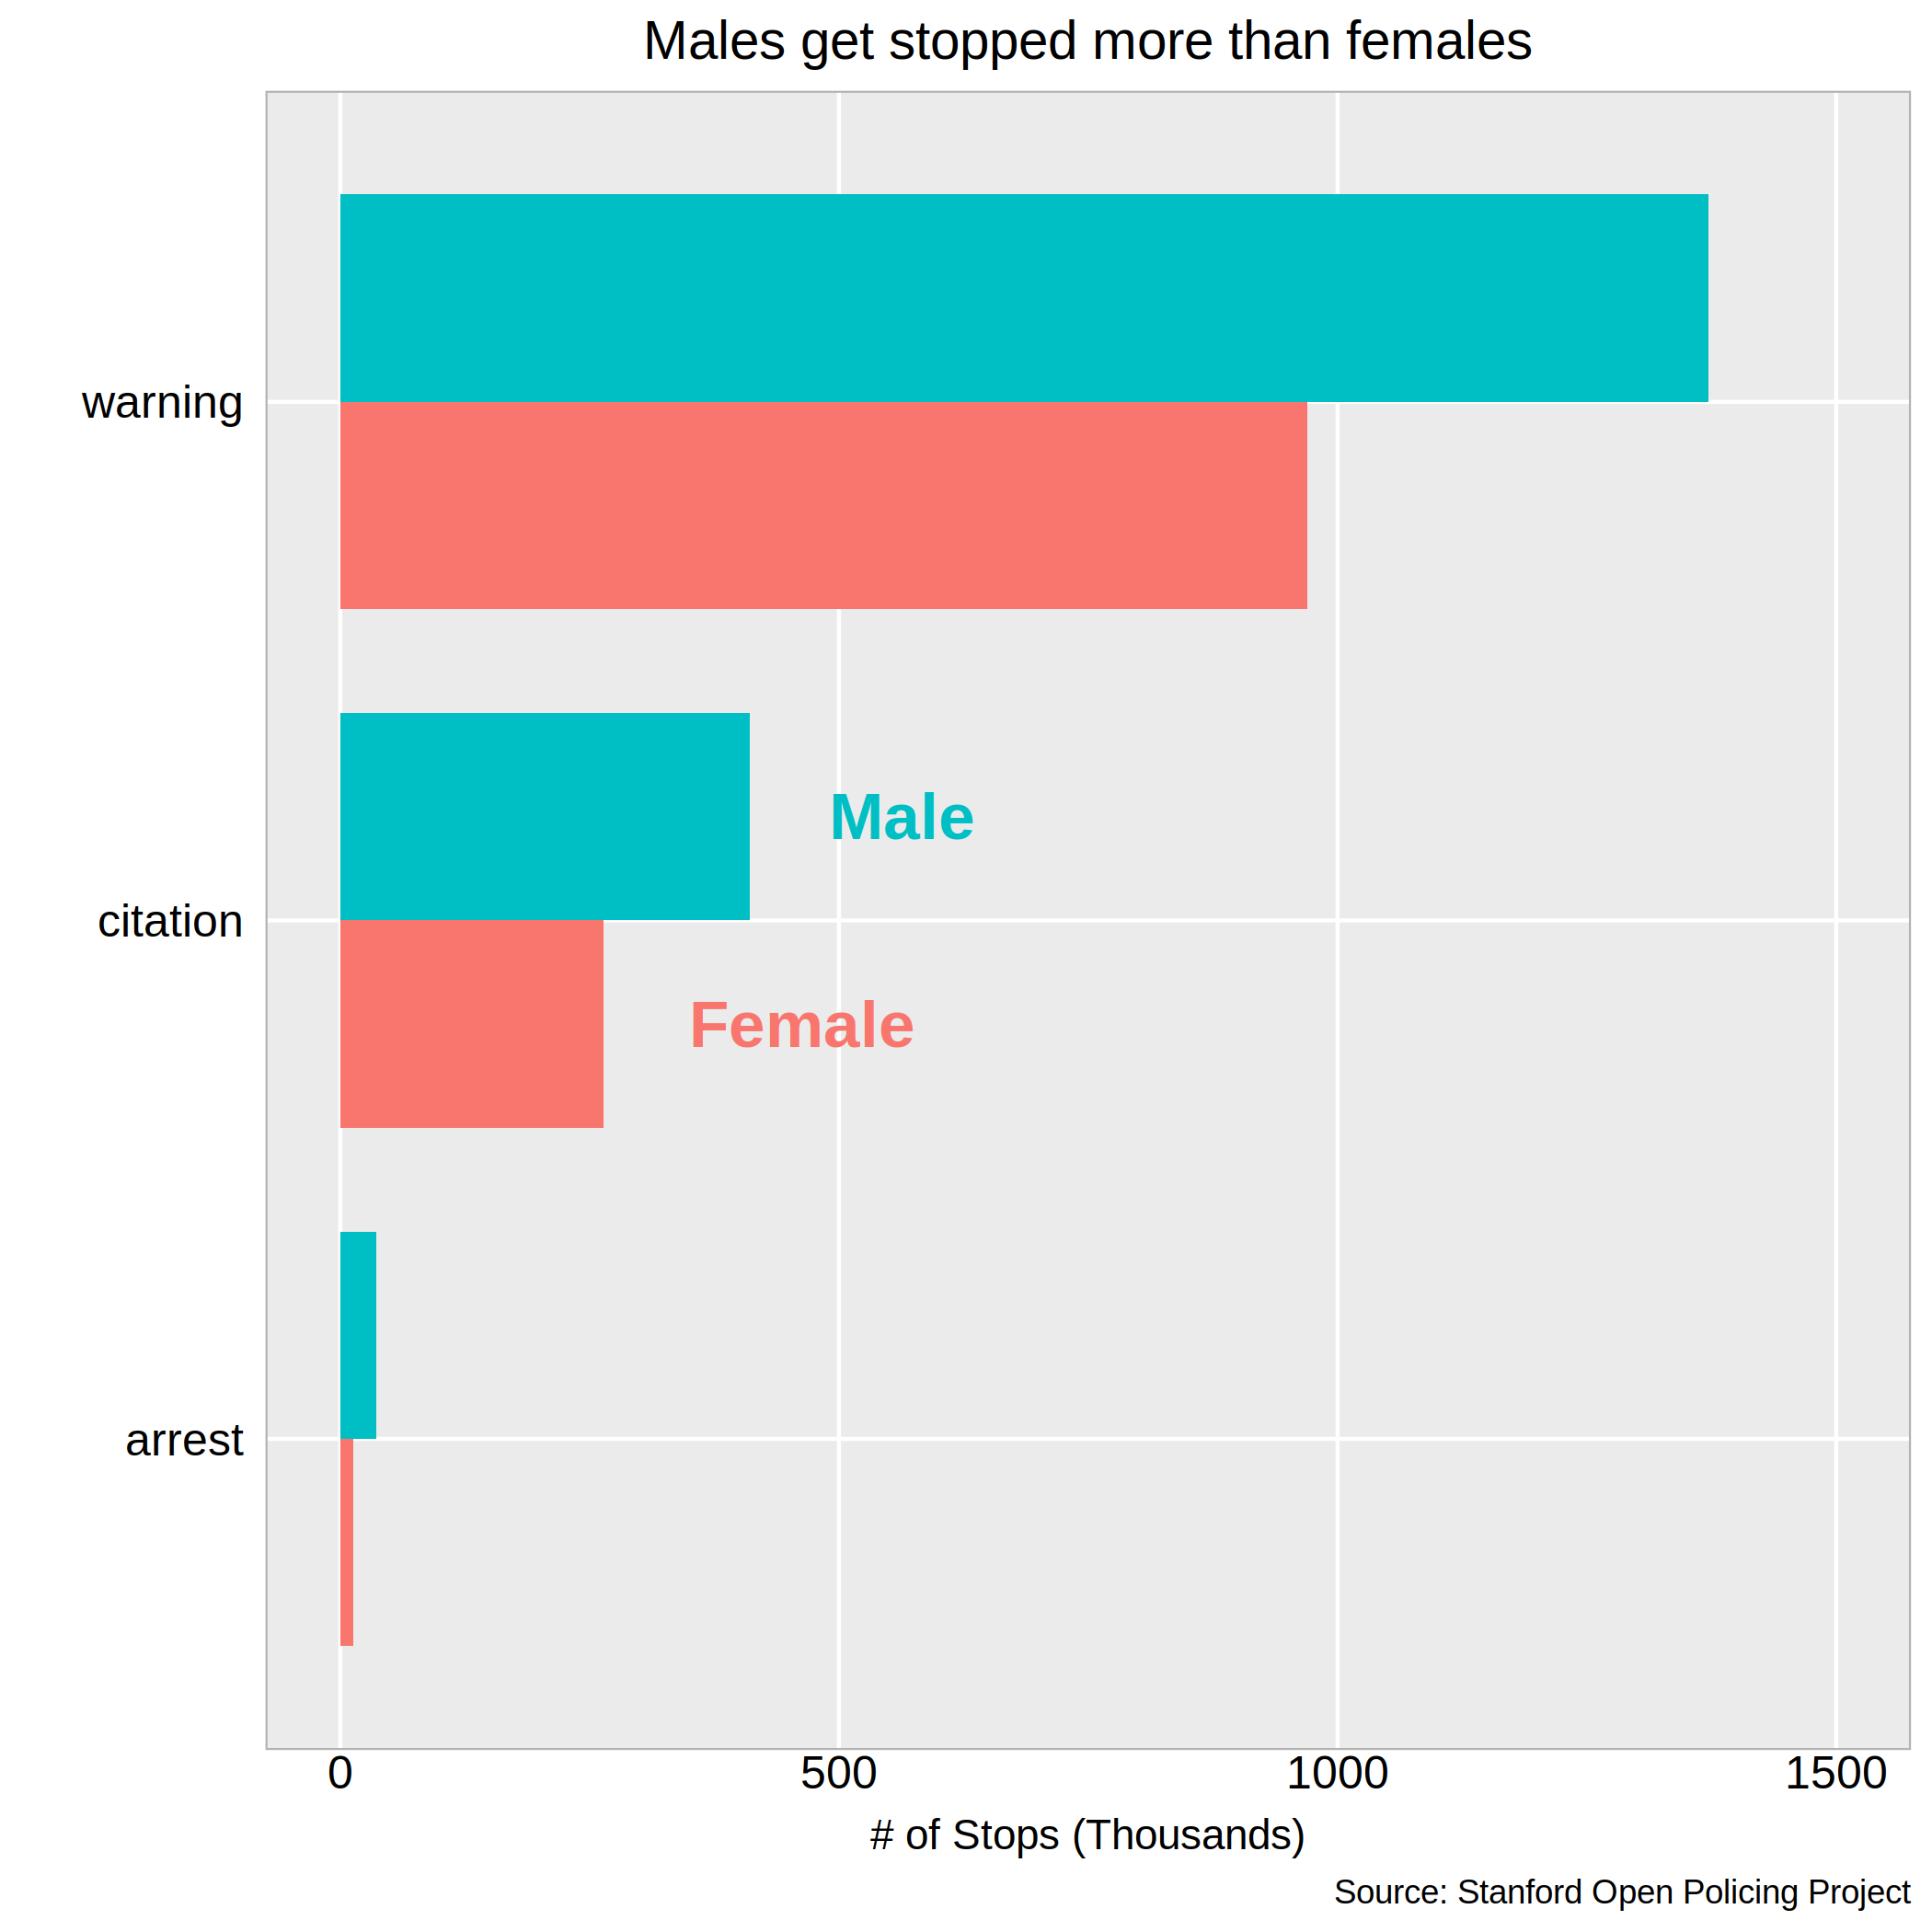 Males get stopped more than females
warning
citation
arrest
Male
Female
0 500 1000 1500
# of Stops (Thousands)
Source: Stanford Open Policing Project